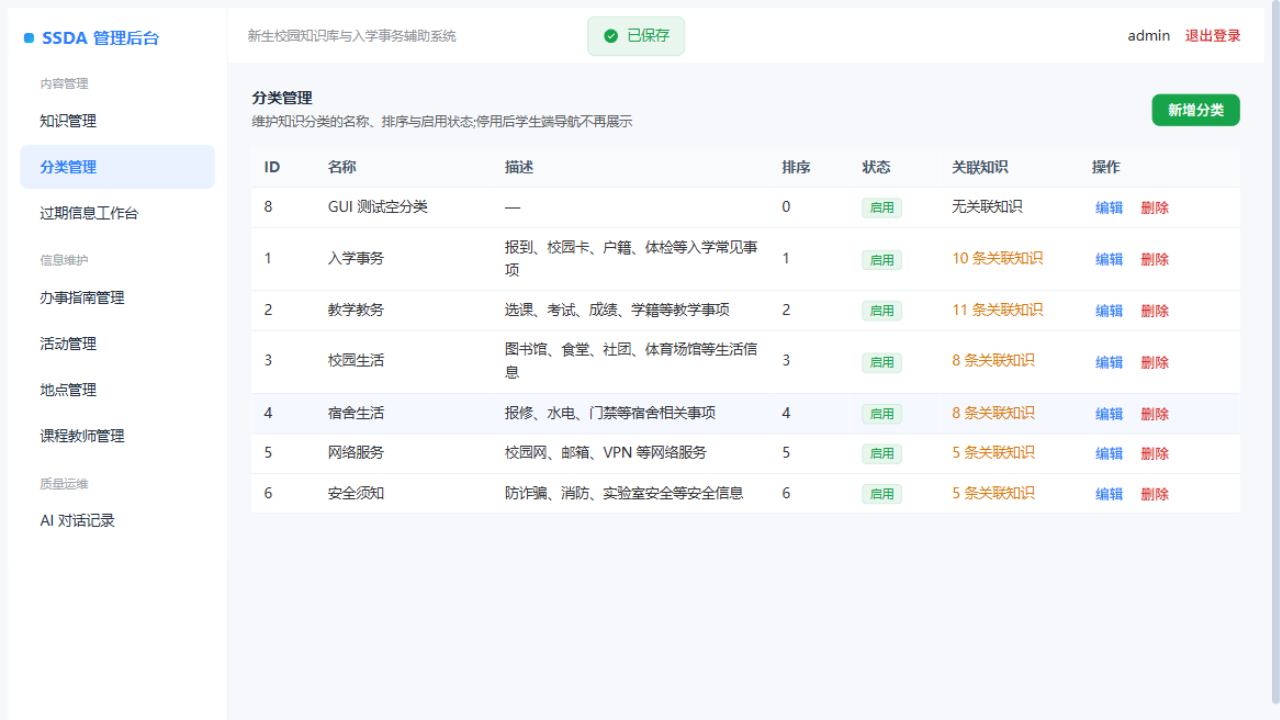 SSDA 管理后台
新生校园知识库与入学事务辅助系统
已保存
admin
退出登录
内容管理
知识管理
分类管理
过期信息工作台
信息维护
办事指南管理
活动管理
地点管理
课程教师管理
质量运维
AI 对话记录
分类管理
维护知识分类的名称、排序与启用状态;停用后学生端导航不再展示
新增分类
ID 名称 描述 排序 状态 关联知识 操作
8 GUI 测试空分类 — 0 启用 无关联知识 编辑 删除
1 入学事务 报到、校园卡、户籍、体检等入学常见事
项 1 启用 10 条关联知识 编辑 删除
2 教学教务 选课、考试、成绩、学籍等教学事项 2 启用 11 条关联知识 编辑 删除
3 校园生活 图书馆、食堂、社团、体育场馆等生活信
息 3 启用 8 条关联知识 编辑 删除
4 宿舍生活 报修、水电、门禁等宿舍相关事项 4 启用 8 条关联知识 编辑 删除
5 网络服务 校园网、邮箱、VPN 等网络服务 5 启用 5 条关联知识 编辑 删除
6 安全须知 防诈骗、消防、实验室安全等安全信息 6 启用 5 条关联知识 编辑 删除